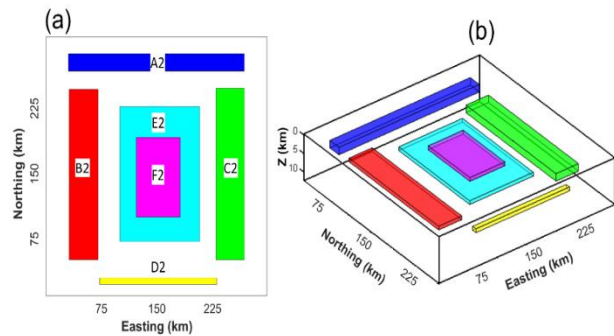 (a)
A2
B2
E2
F2
C2
D2
225
150
75
Northing (km)
75
150
225
Easting (km)
(b)
0
5
10
Z (km)
75
150
225
Northing (km)
75
150
225
Easting (km)